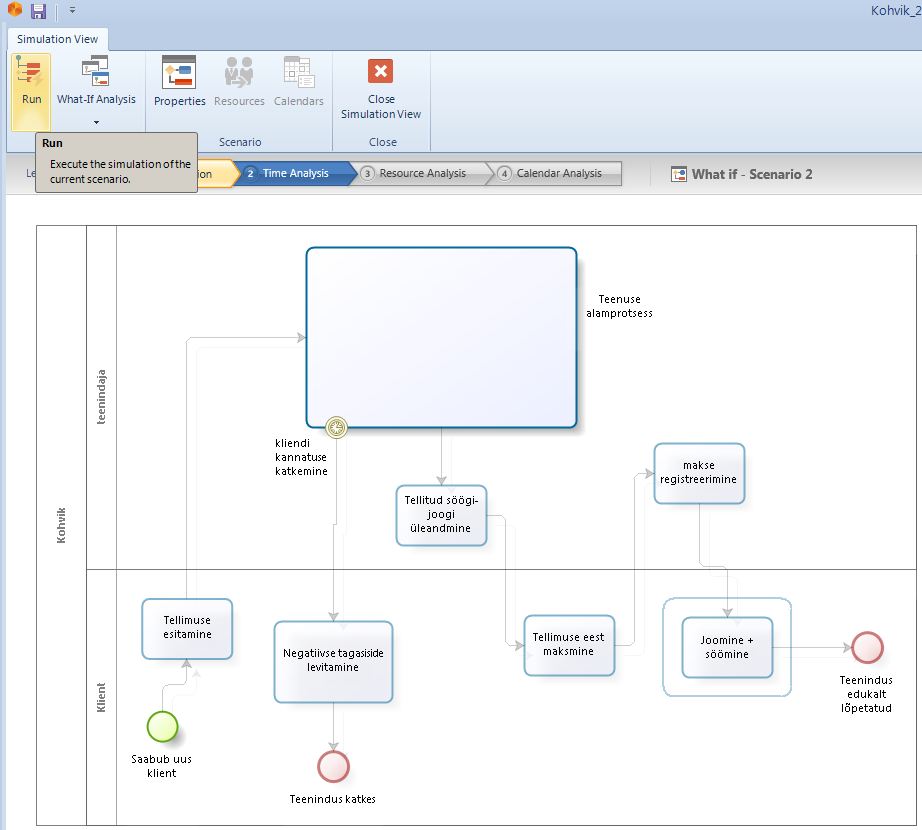 Kohvik_2
Simulation View
Run
What-If Analysis
Properties
Resources
Calendars
Close
Simulation View
Scenario
Close
Run
Execute the simulation of the
current scenario.
Le
ion
2 Time Analysis
3 Resource Analysis
4 Calendar Analysis
What if - Scenario 2
Kohvik
teenindaja
Teenuse
alamprotsess
kliendi
kannatuse
katkemine
Tellitud söögi-
joogi
üleandmine
makse
registreerimine
Klient
Tellimuse
esitamine
Negatiivse tagasiside
levitamine
Tellimuse eest
maksmine
Joomine +
söömine
Saabub uus
klient
Teenindus katkes
Teenindus
edukalt
lõpetatud